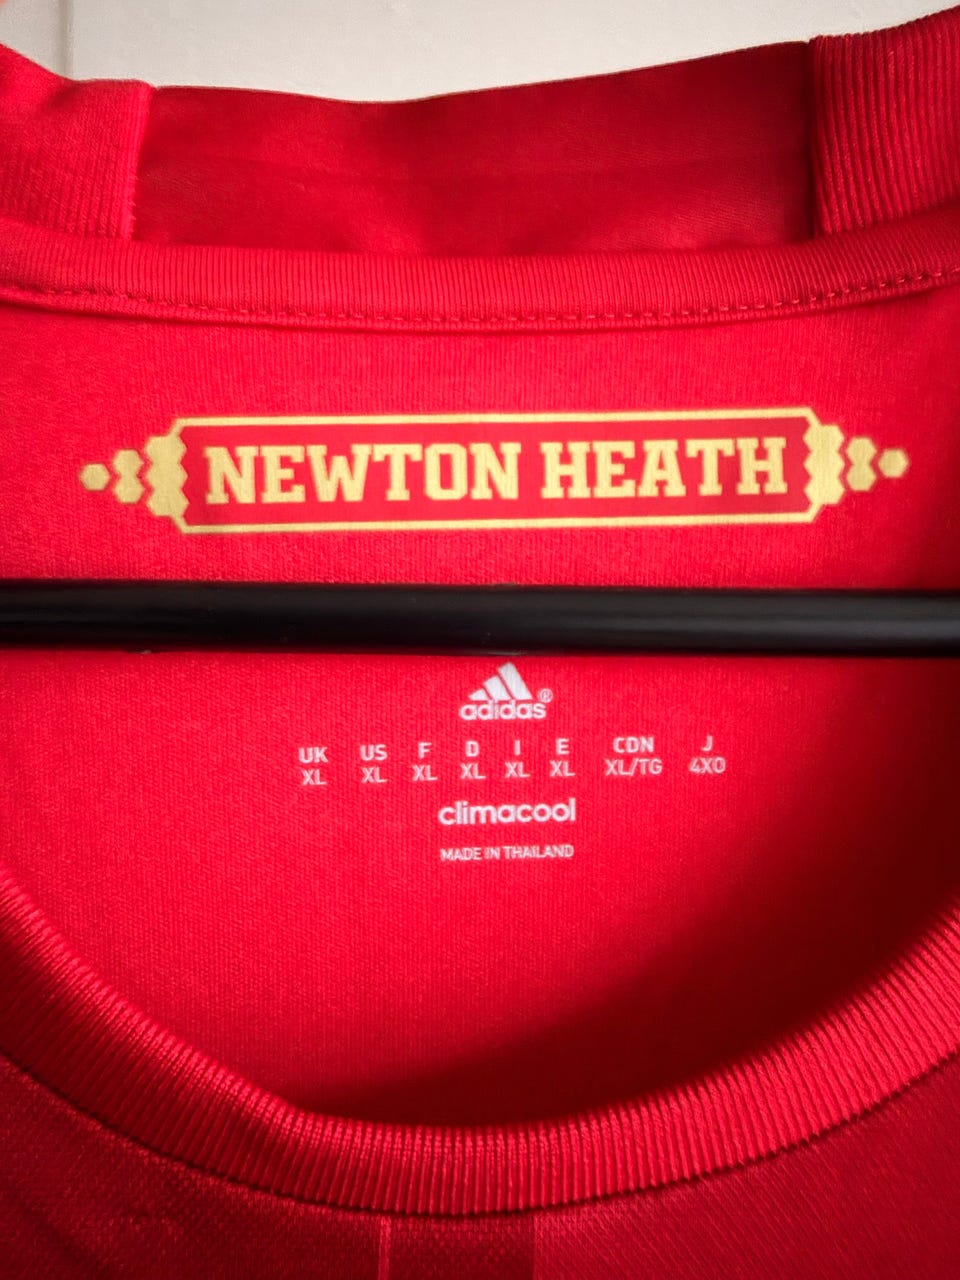 NEWTON HEATH
adidas®
UK US F D I E CDN J
XL XL XL XL XL XL XL/TG 4XO
climacool
MADE IN THAILAND